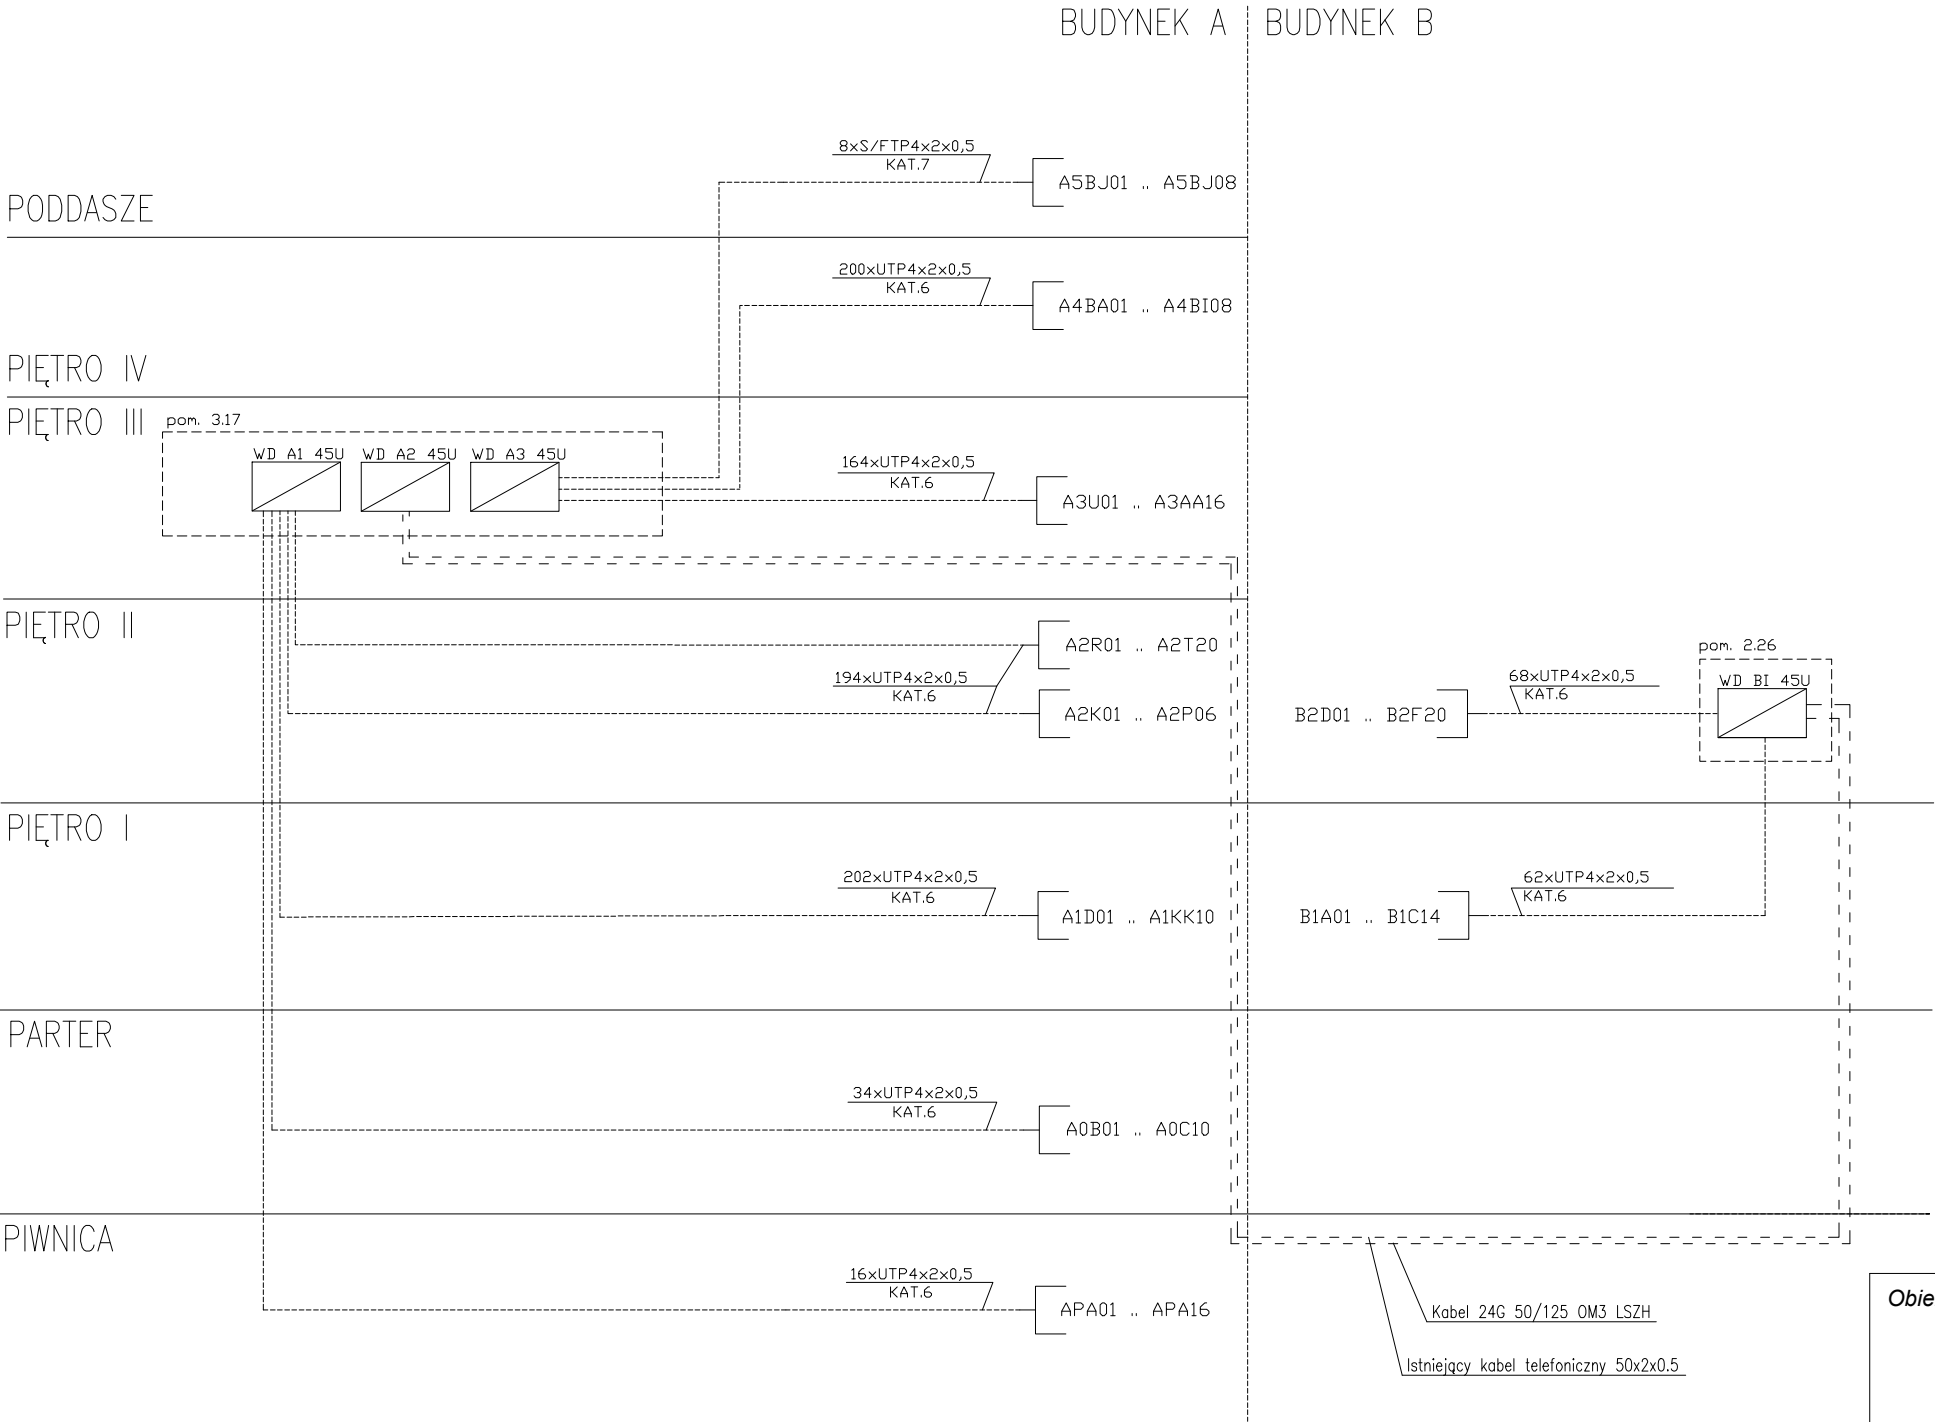 BUDYNEK A
BUDYNEK B
8xS/FTP4x2x0,5
KAT.7
A5BJ01 .. A5BJ08
PODDASZE
200xUTP4x2x0,5
KAT.6
A4BA01 .. A4BI08
PIĘTRO IV
PIĘTRO III
pom. 3.17
WD A1 45U
WD A2 45U
WD A3 45U
164xUTP4x2x0,5
KAT.6
A3U01 .. A3AA16
PIĘTRO II
A2R01 .. A2T20
194xUTP4x2x0,5
KAT.6
A2K01 .. A2P06
B2D01 .. B2F20
68xUTP4x2x0,5
KAT.6
pom. 2.26
WD BI 45U
PIĘTRO I
202xUTP4x2x0,5
KAT.6
A1D01 .. A1KK10
B1A01 .. B1C14
62xUTP4x2x0,5
KAT.6
PARTER
34xUTP4x2x0,5
KAT.6
A0B01 .. A0C10
PIWNICA
16xUTP4x2x0,5
KAT.6
APA01 .. APA16
Kabel 24G 50/125 OM3 LSZH
Istniejący kabel telefoniczny 50x2x0.5
Obie